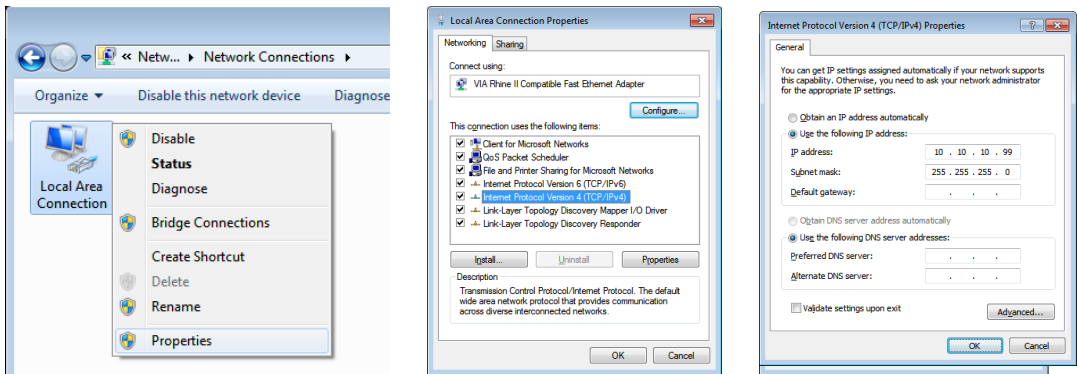 « Netw... ▸ Network Connections ▸
Organize ▾ Disable this network device Diagnose
Local Area
Connection
Disable
Status
Diagnose
Bridge Connections
Create Shortcut
Delete
Rename
Properties
Local Area Connection Properties
Networking Sharing
Connect using:
VIA Rhine II Compatible Fast Ethernet Adapter
Configure...
This connection uses the following items:
Client for Microsoft Networks
QoS Packet Scheduler
File and Printer Sharing for Microsoft Networks
Internet Protocol Version 6 (TCP/IPv6)
Internet Protocol Version 4 (TCP/IPv4)
Link-Layer Topology Discovery Mapper I/O Driver
Link-Layer Topology Discovery Responder
Install... Uninstall Properties
Description
Transmission Control Protocol/Internet Protocol. The default
wide area network protocol that provides communication
across diverse interconnected networks.
OK Cancel
Internet Protocol Version 4 (TCP/IPv4) Properties
General
You can get IP settings assigned automatically if your network supports
this capability. Otherwise, you need to ask your network administrator
for the appropriate IP settings.
Obtain an IP address automatically
Use the following IP address:
IP address: 10 . 10 . 10 . 99
Subnet mask: 255 . 255 . 255 . 0
Default gateway: . . .
Obtain DNS server address automatically
Use the following DNS server addresses:
Preferred DNS server: . . .
Alternate DNS server: . . .
Validate settings upon exit
Advanced...
OK Cancel